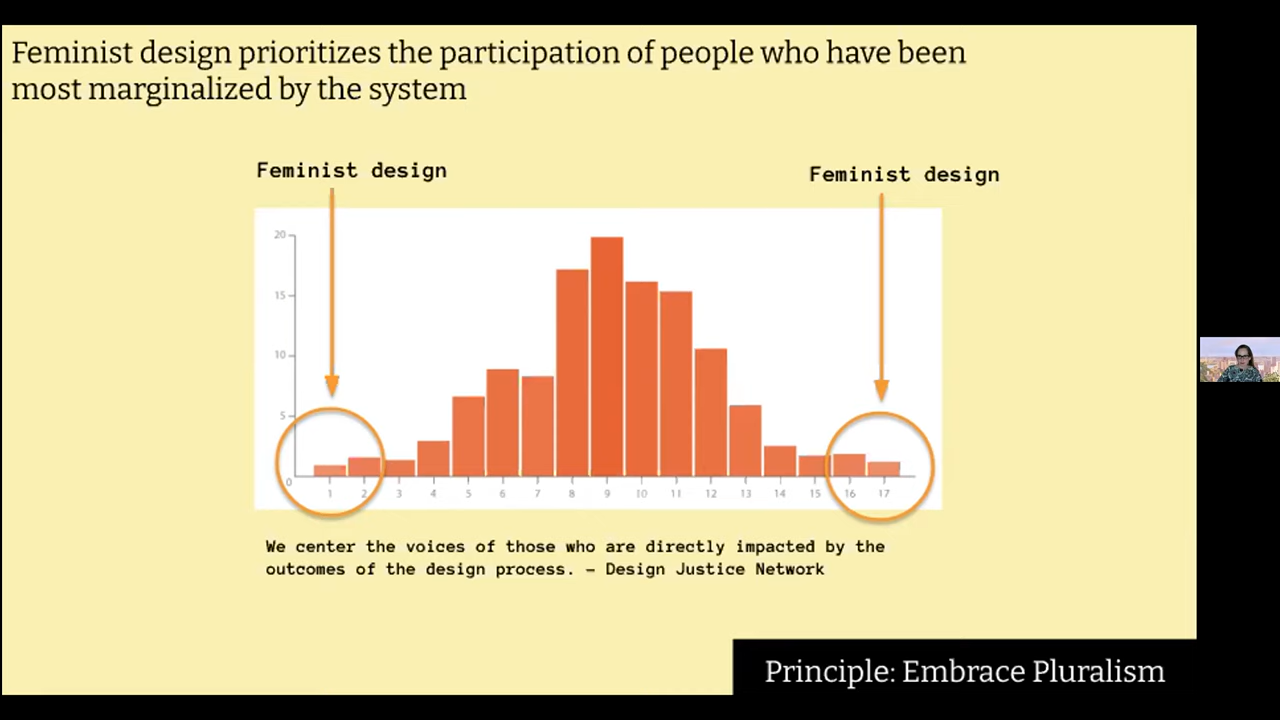 Feminist design prioritizes the participation of people who have been
most marginalized by the system
Feminist design
Feminist design
20
15
10
5
0
1 2 3 4 5 6 7 8 9 10 11 12 13 14 15 16 17
We center the voices of those who are directly impacted by the
outcomes of the design process. – Design Justice Network
Principle: Embrace Pluralism